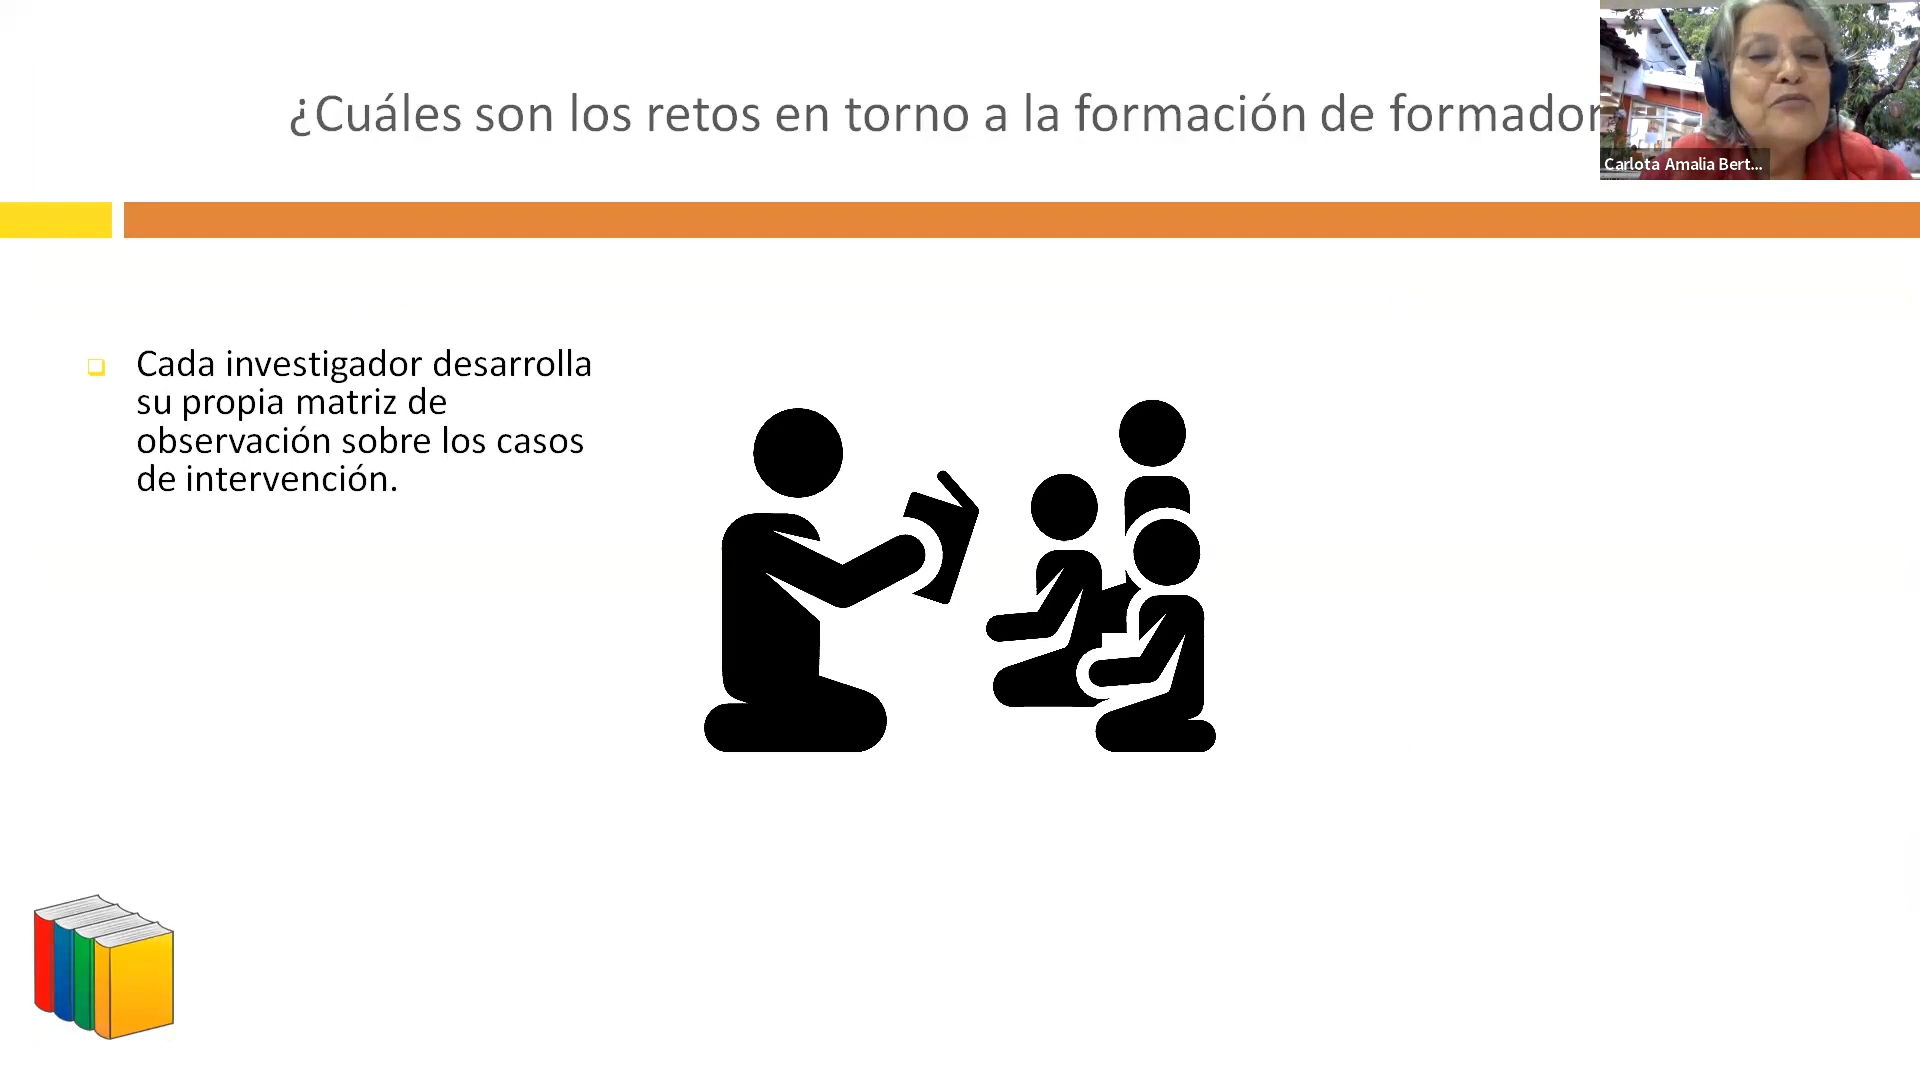 ¿Cuáles son los retos en torno a la formación de formador
Carlota Amalia Bert...
Cada investigador desarrolla
su propia matriz de
observación sobre los casos
de intervención.